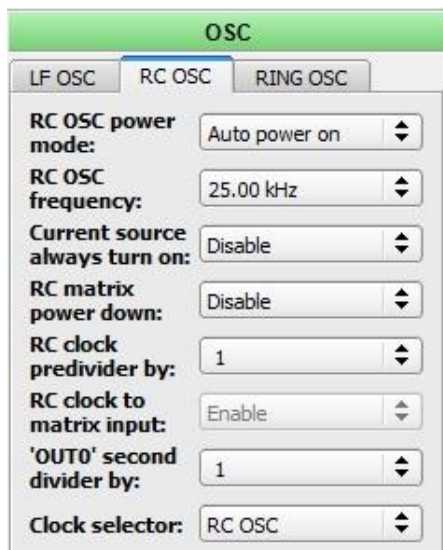 OSC
LF OSC RC OSC RING OSC
RC OSC power
mode:
Auto power on
RC OSC
frequency:
25.00 kHz
Current source
always turn on:
Disable
RC matrix
power down:
Disable
RC clock
predivider by:
1
RC clock to
matrix input:
Enable
'OUT0' second
divider by:
1
Clock selector: RC OSC